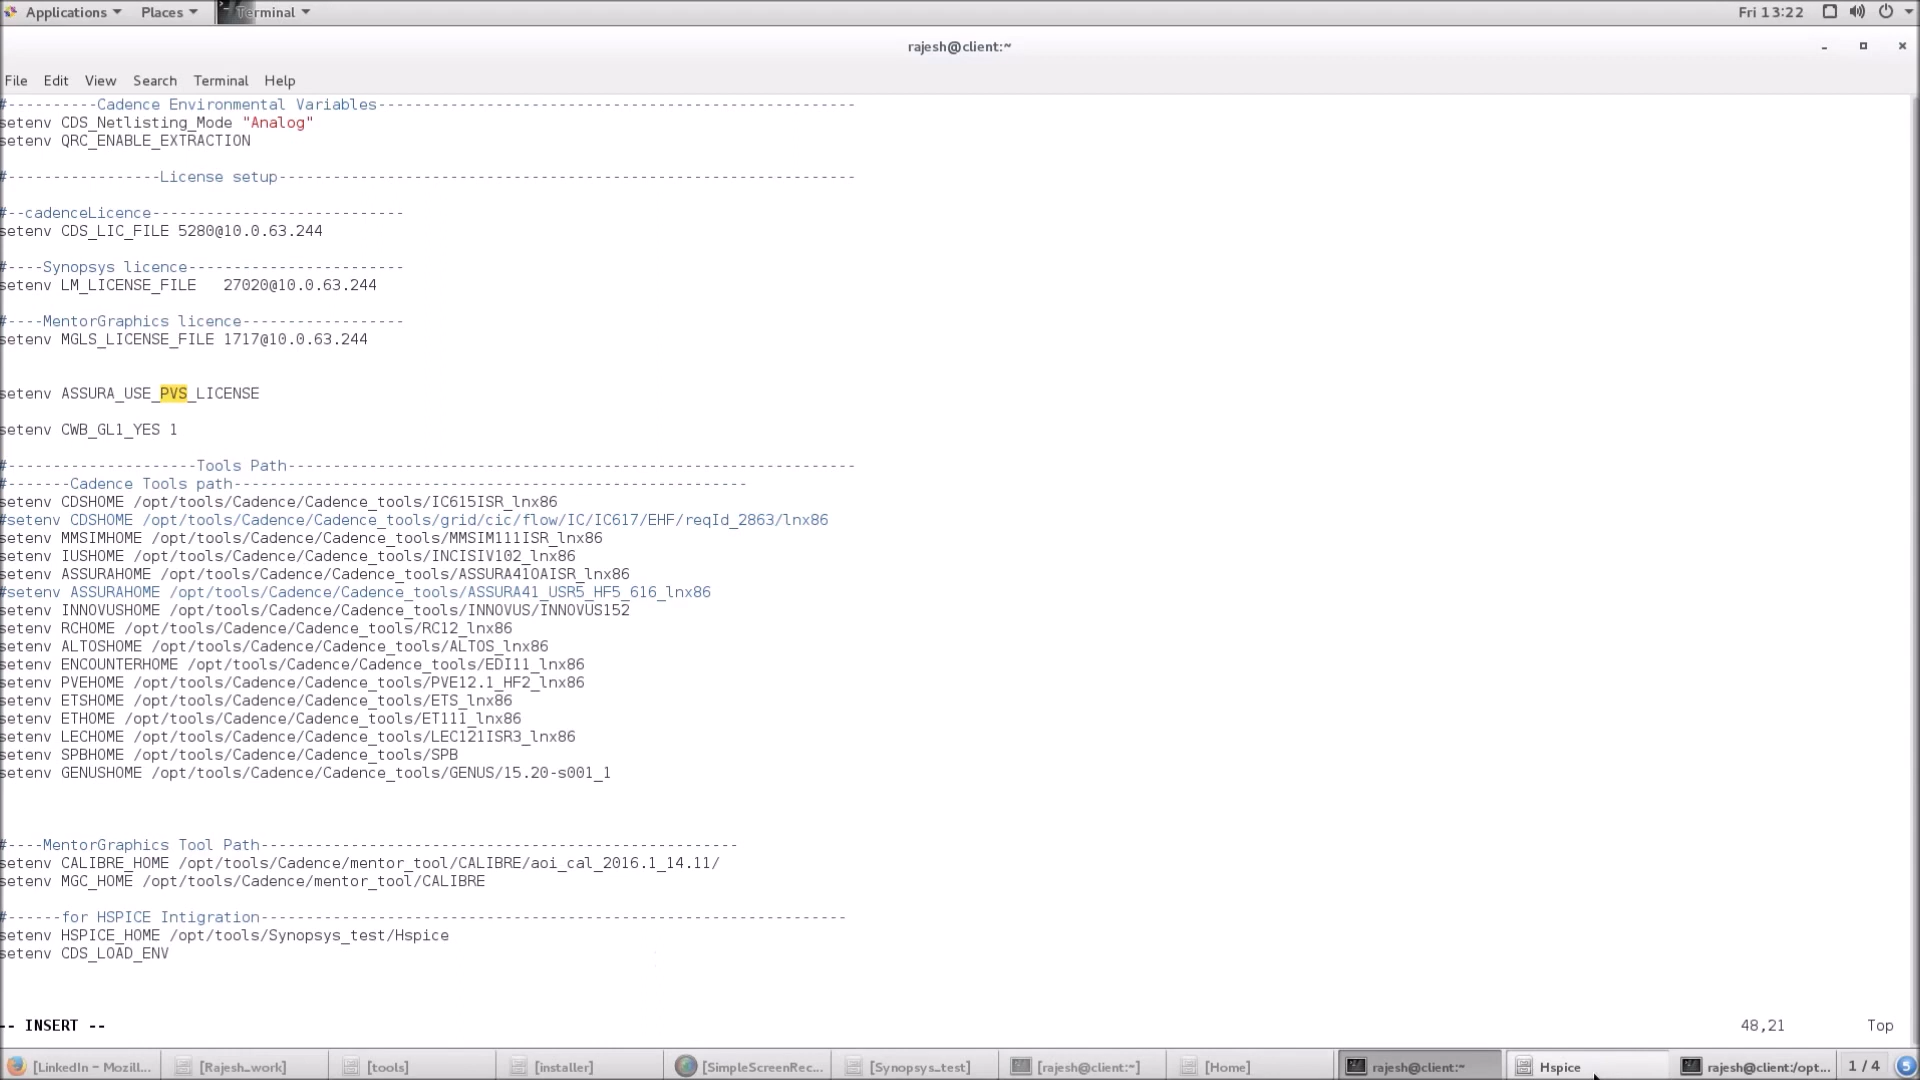 Applications Places Terminal Fri 13:22
rajesh@client:~
File Edit View Search Terminal Help
#----------Cadence Environmental Variables-----------------------------------------------------
setenv CDS_Netlisting_Mode "Analog"
setenv QRC_ENABLE_EXTRACTION
#-----------------License setup----------------------------------------------------------------
#--cadenceLicence----------------------------
setenv CDS_LIC_FILE 5280@10.0.63.244
#----Synopsys licence------------------------
setenv LM_LICENSE_FILE   27020@10.0.63.244
#----MentorGraphics licence------------------
setenv MGLS_LICENSE_FILE 1717@10.0.63.244
setenv ASSURA_USE_PVS_LICENSE
setenv CWB_GL1_YES 1
#---------------------Tools Path---------------------------------------------------------------
#-------Cadence Tools path---------------------------------------------------------
setenv CDSHOME /opt/tools/Cadence/Cadence_tools/IC615ISR_lnx86
#setenv CDSHOME /opt/tools/Cadence/Cadence_tools/grid/cic/flow/IC/IC617/EHF/reqId_2863/lnx86
setenv MMSIMHOME /opt/tools/Cadence/Cadence_tools/MMSIM111ISR_lnx86
setenv IUSHOME /opt/tools/Cadence/Cadence_tools/INCISIV102_lnx86
setenv ASSURAHOME /opt/tools/Cadence/Cadence_tools/ASSURA41OAISR_lnx86
#setenv ASSURAHOME /opt/tools/Cadence/Cadence_tools/ASSURA41_USR5_HF5_616_lnx86
setenv INNOVUSHOME /opt/tools/Cadence/Cadence_tools/INNOVUS/INNOVUS152
setenv RCHOME /opt/tools/Cadence/Cadence_tools/RC12_lnx86
setenv ALTOSHOME /opt/tools/Cadence/Cadence_tools/ALTOS_lnx86
setenv ENCOUNTERHOME /opt/tools/Cadence/Cadence_tools/EDI11_lnx86
setenv PVEHOME /opt/tools/Cadence/Cadence_tools/PVE12.1_HF2_lnx86
setenv ETSHOME /opt/tools/Cadence/Cadence_tools/ETS_lnx86
setenv ETHOME /opt/tools/Cadence/Cadence_tools/ET111_lnx86
setenv LECHOME /opt/tools/Cadence/Cadence_tools/LEC121ISR3_lnx86
setenv SPBHOME /opt/tools/Cadence/Cadence_tools/SPB
setenv GENUSHOME /opt/tools/Cadence/Cadence_tools/GENUS/15.20-s001_1
#----MentorGraphics Tool Path-----------------------------------------------------
setenv CALIBRE_HOME /opt/tools/Cadence/mentor_tool/CALIBRE/aoi_cal_2016.1_14.11/
setenv MGC_HOME /opt/tools/Cadence/mentor_tool/CALIBRE
#------for HSPICE Intigration-----------------------------------------------------------------
setenv HSPICE_HOME /opt/tools/Synopsys_test/Hspice
setenv CDS_LOAD_ENV
-- INSERT -- 48,21 Top
[LinkedIn – Mozill... [Rajesh_work] [tools] [installer] [SimpleScreenRec... [Synopsys_test] [rajesh@client:~] [Home] rajesh@client:~ Hspice rajesh@client:/opt... 1 / 4 5